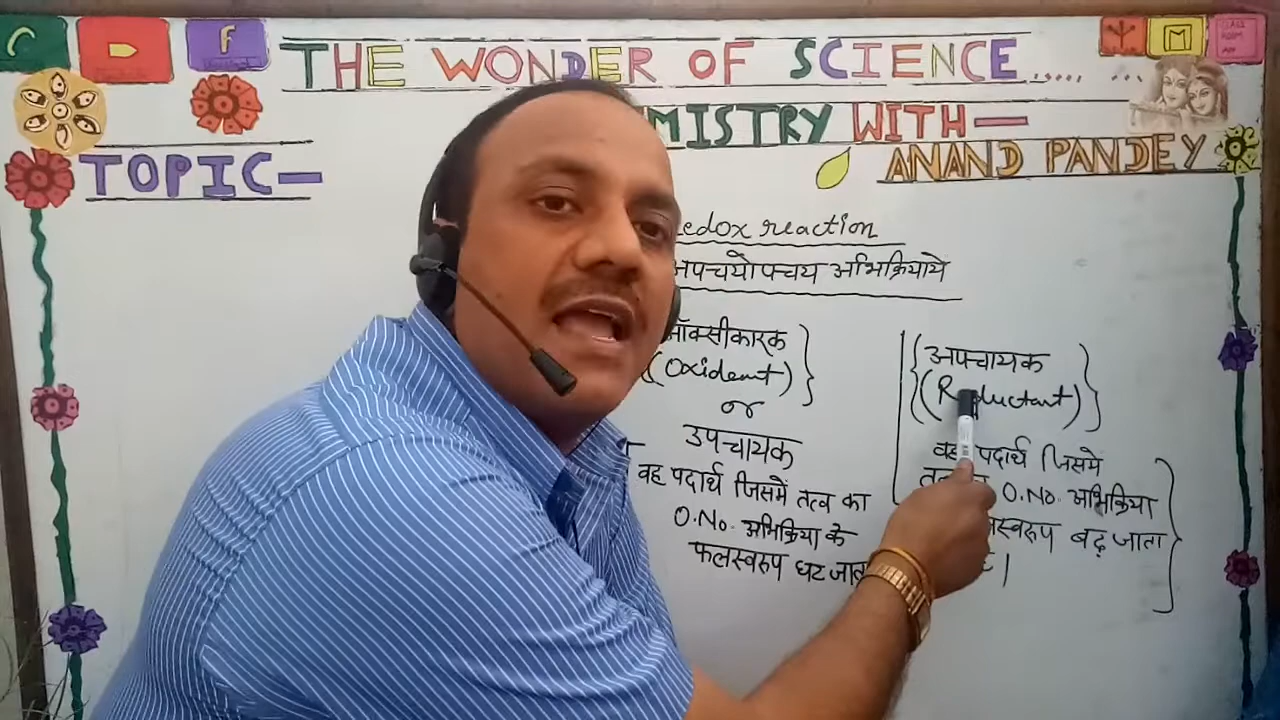 THE WONDER OF SCIENCE..... ...
MISTRY WITH—
ANAND PANDEY
TOPIC—
edox reaction
अपचयोपचय अभिक्रियाये
ऑक्सीकारक
(Oxident)
or
उपचायक
वह पदार्थ जिसमें तत्व का
O.No. अभिक्रिया के
फलस्वरूप घट जाता
अपचायक
(Reductant)
वह पदार्थ जिसमे
O.No. अभिक्रिया
स्वरूप बढ़ जाता